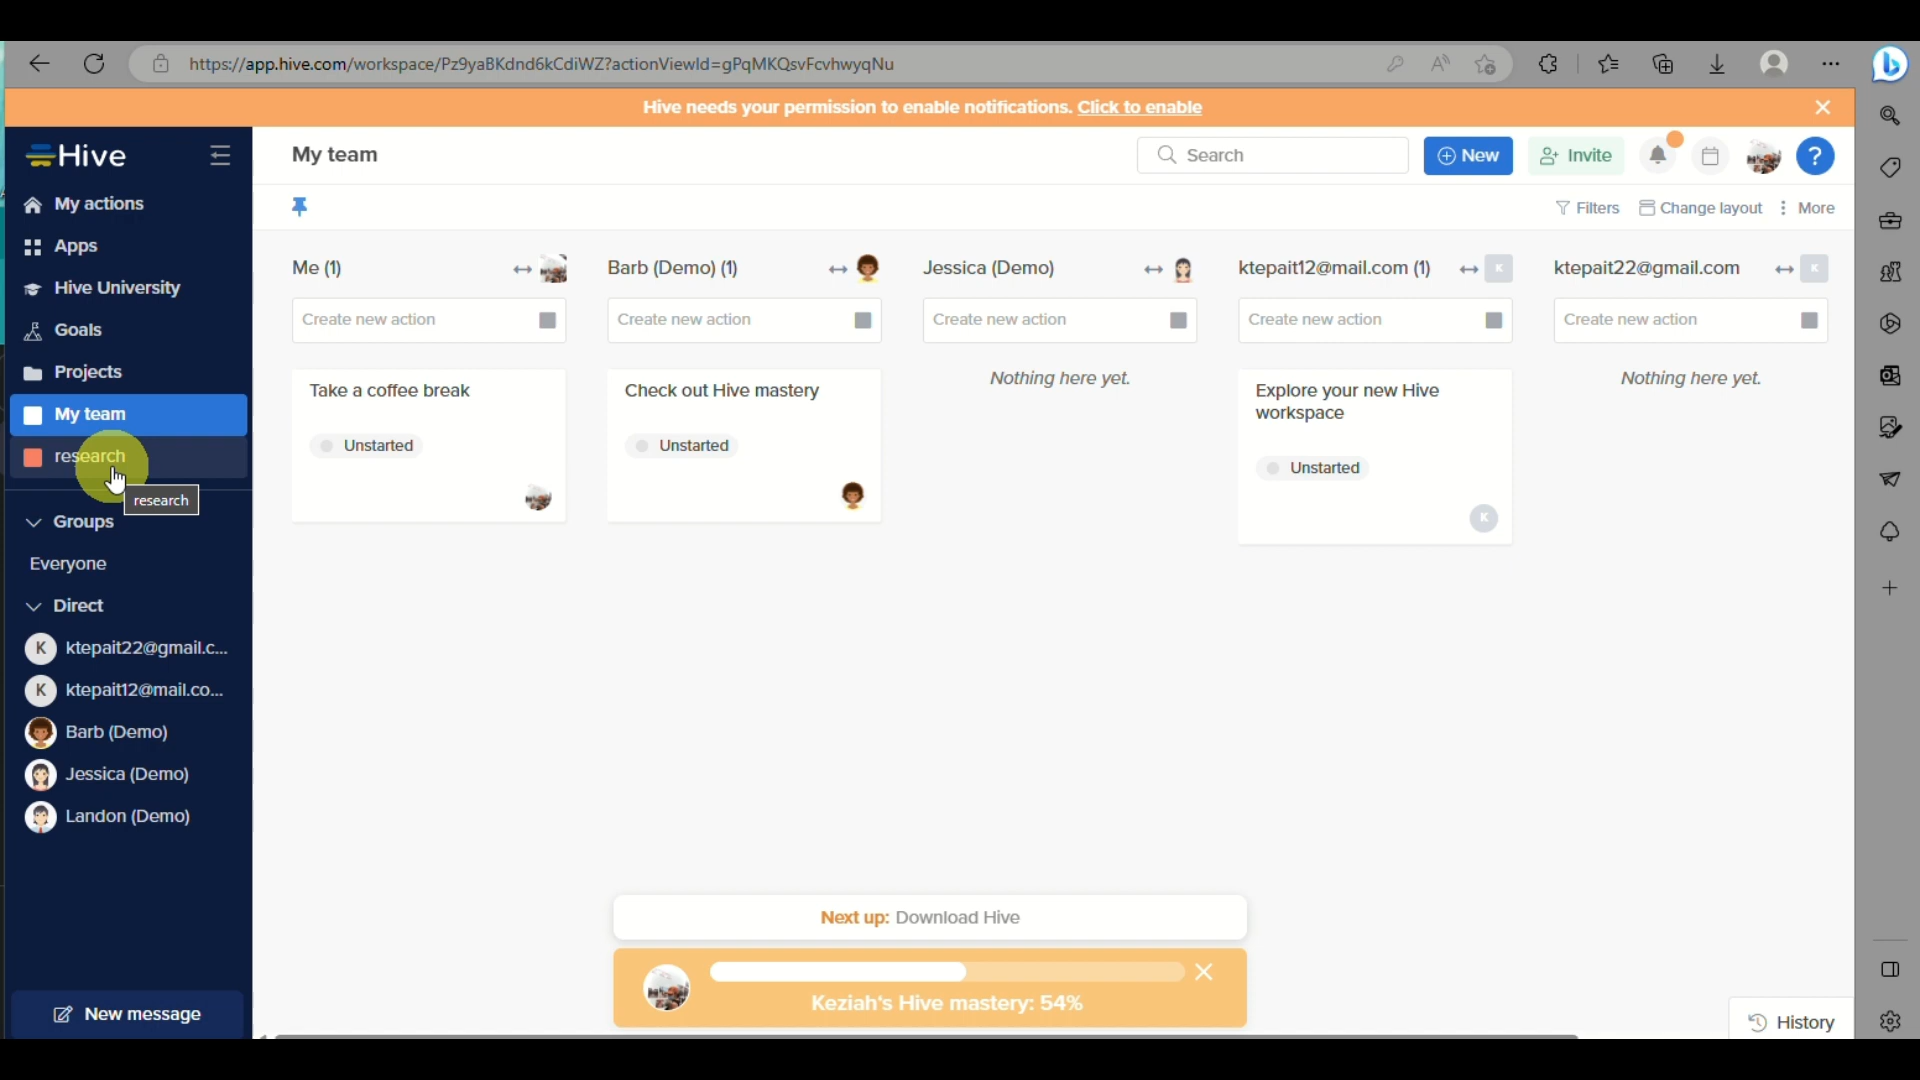 https://app.hive.com/workspace/Pz9yaBKdnd6kCdiWZ?actionViewId=gPqMKQsvFcvhwyqNu
Hive needs your permission to enable notifications. Click to enable
Hive
My team
Search
New
Invite
?
My actions
Apps
Hive University
Goals
Projects
My team
research
research
Groups
Everyone
Direct
K ktepait22@gmail.c...
K ktepait12@mail.co...
Barb (Demo)
Jessica (Demo)
Landon (Demo)
New message
Filters
Change layout
More
Me (1)
Create new action
Take a coffee break
Unstarted
Barb (Demo) (1)
Create new action
Check out Hive mastery
Unstarted
Jessica (Demo)
Create new action
Nothing here yet.
ktepait12@mail.com (1)
K
Create new action
Explore your new Hive
workspace
Unstarted
K
ktepait22@gmail.com
K
Create new action
Nothing here yet.
Next up: Download Hive
Keziah's Hive mastery: 54%
History